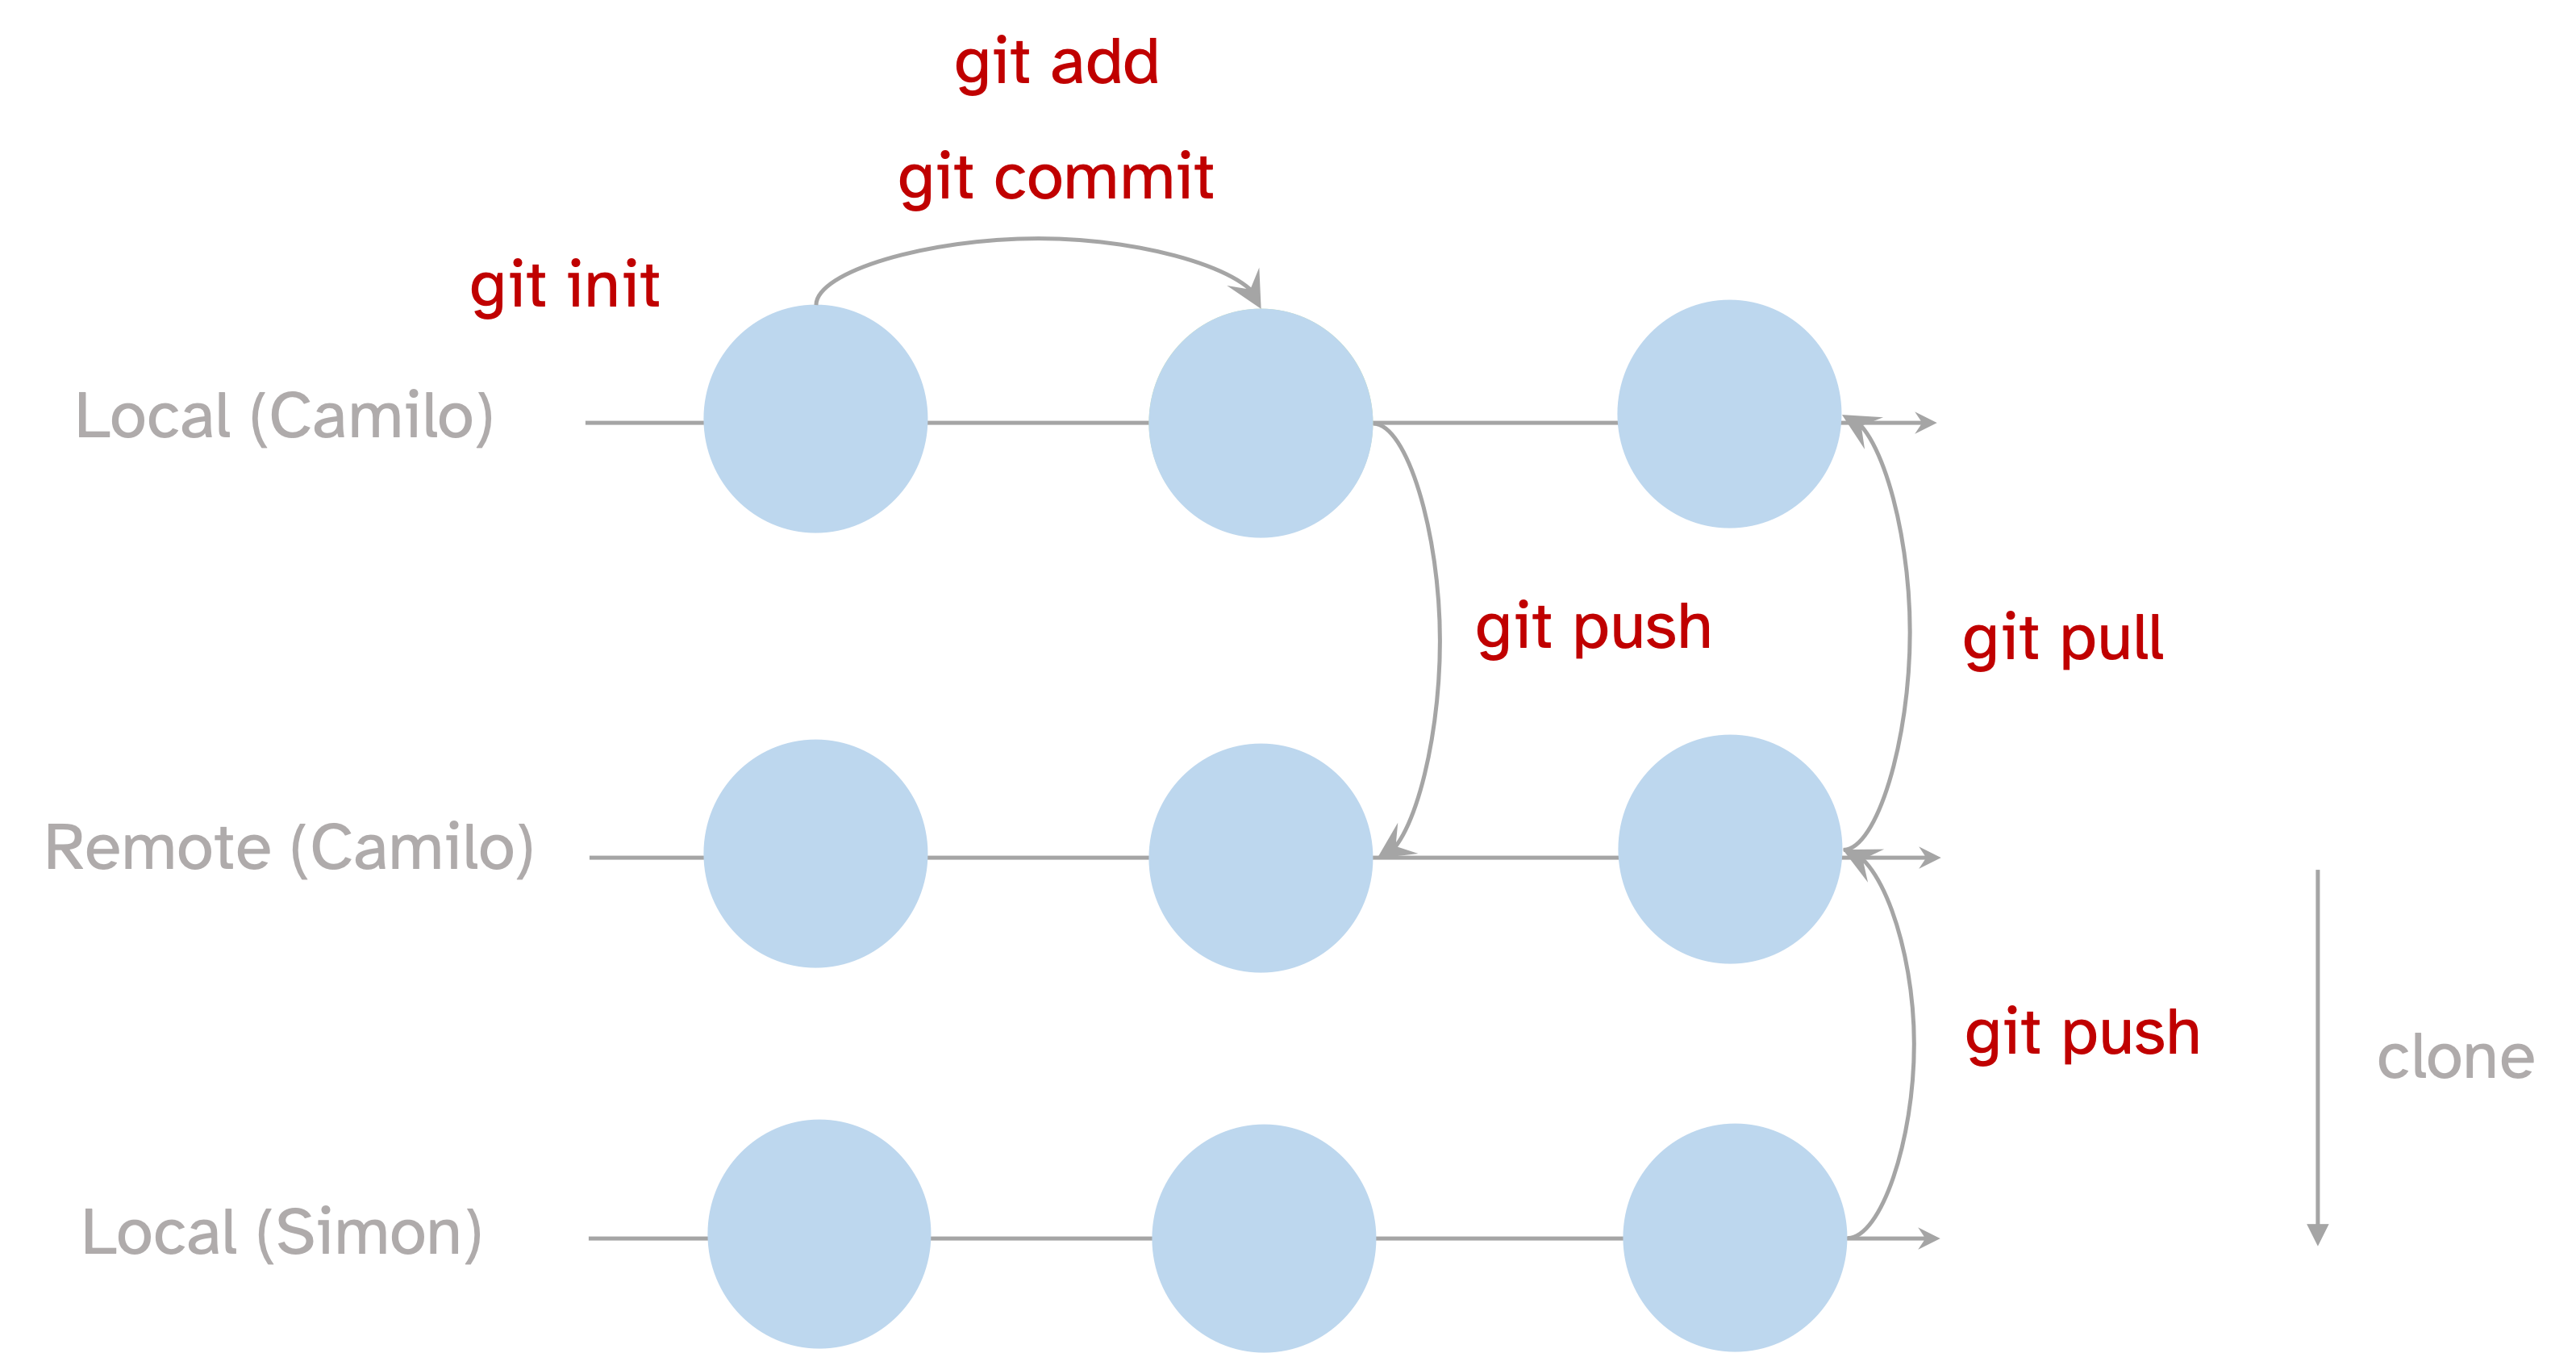 git add
git commit
git init
Local (Camilo)
git push
git pull
Remote (Camilo)
git push
clone
Local (Simon)